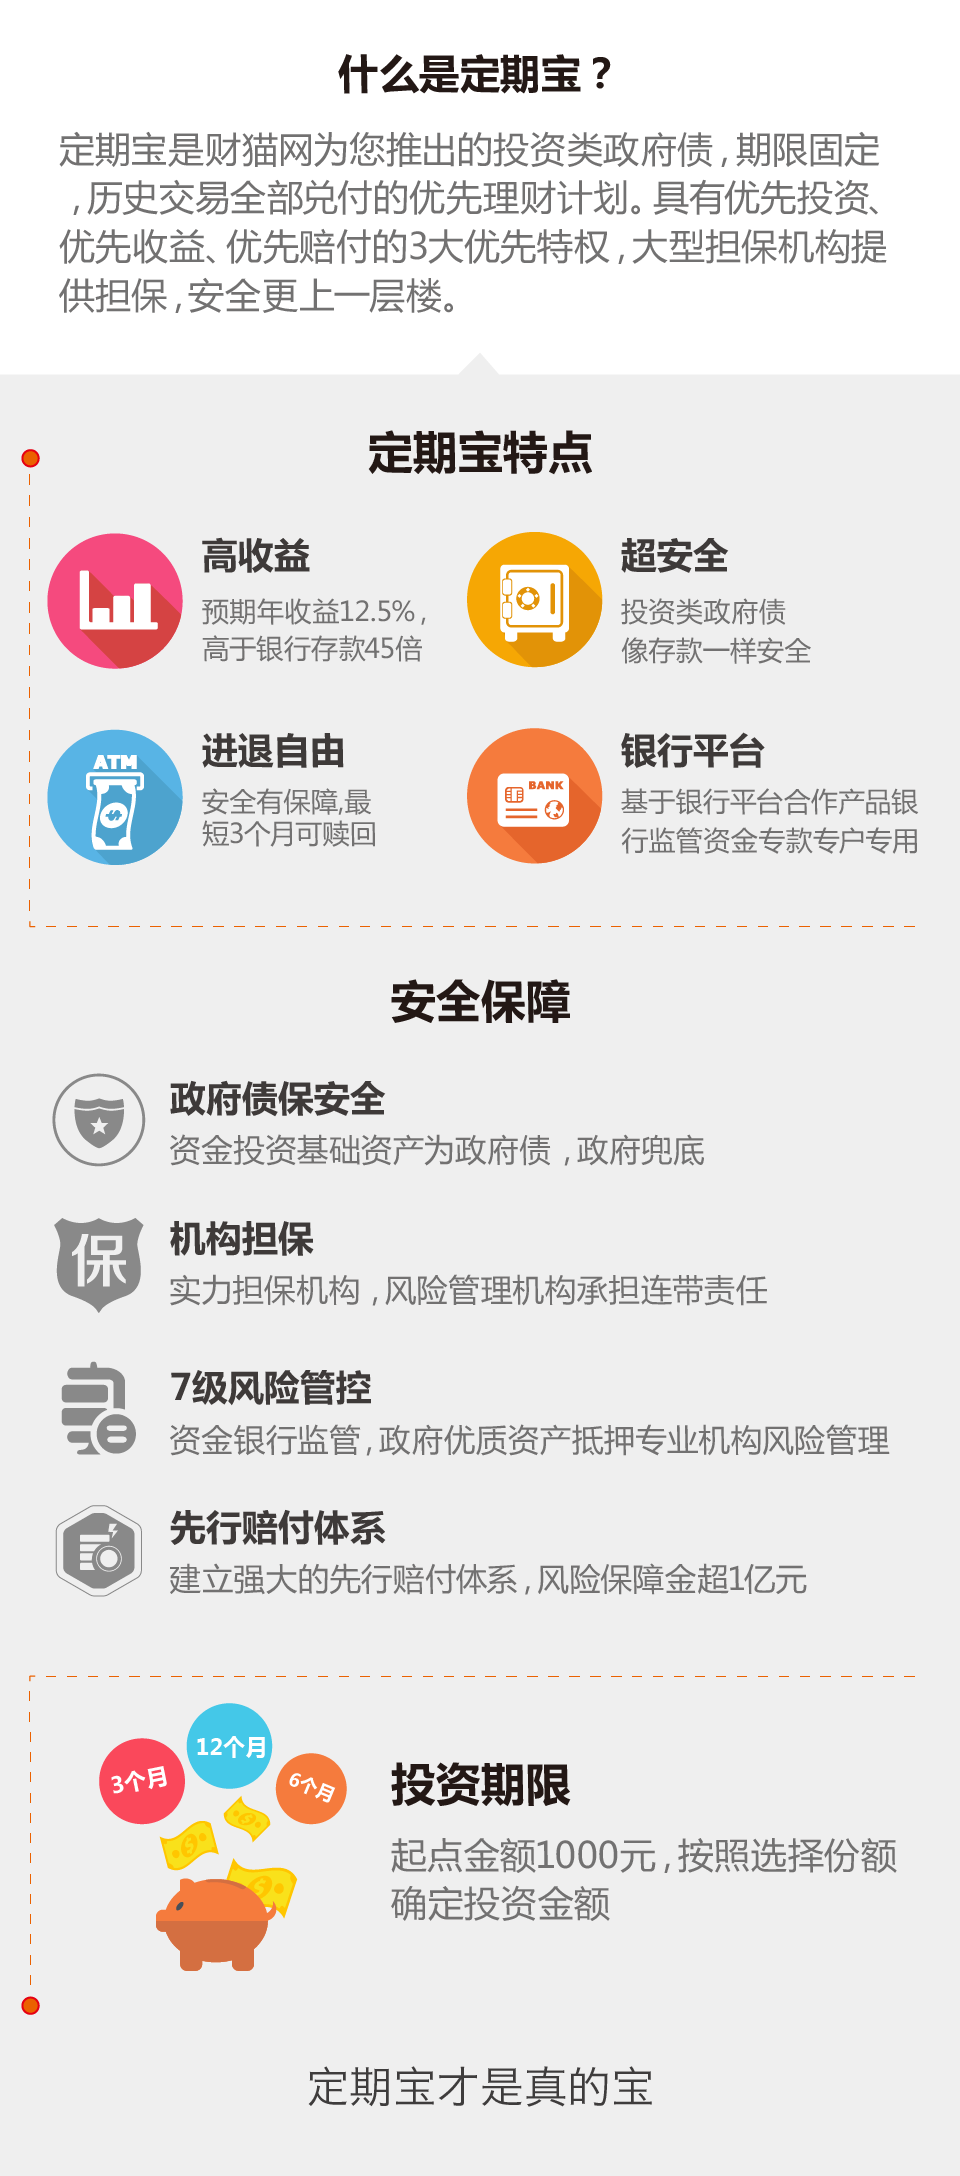 什么是定期宝？
定期宝是财猫网为您推出的投资类政府债，期限固定
，历史交易全部兑付的优先理财计划。具有优先投资、
优先收益、优先赔付的3大优先特权，大型担保机构提
供担保，安全更上一层楼。
定期宝特点
高收益
预期年收益12.5%，
高于银行存款45倍
超安全
投资类政府债
像存款一样安全
ATM
进退自由
安全有保障,最
短3个月可赎回
BANK
银行平台
基于银行平台合作产品银
行监管资金专款专户专用
安全保障
政府债保安全
资金投资基础资产为政府债，政府兜底
保
机构担保
实力担保机构，风险管理机构承担连带责任
7级风险管控
资金银行监管，政府优质资产抵押专业机构风险管理
先行赔付体系
建立强大的先行赔付体系，风险保障金超1亿元
3个月
12个月
6个月
投资期限
起点金额1000元，按照选择份额
确定投资金额
定期宝才是真的宝